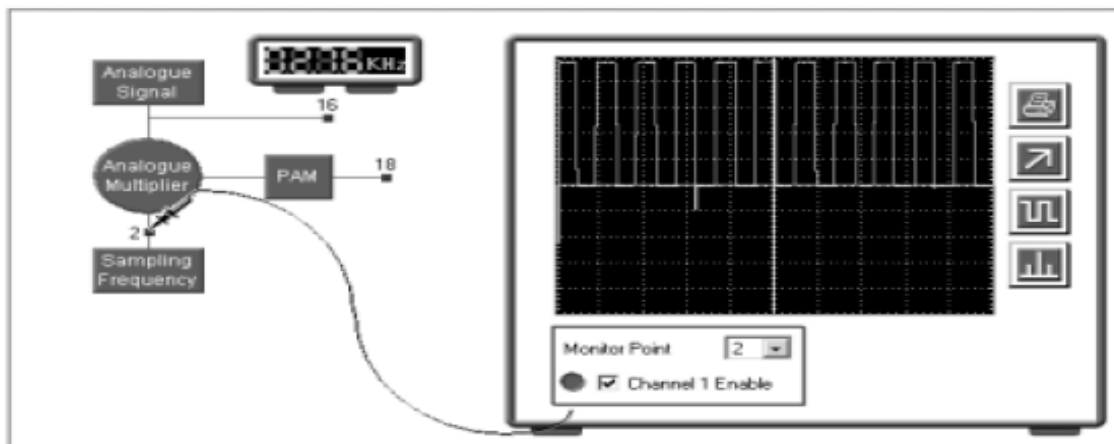 Analogue
Signal
KHz
16
Analogue
Multiplier
PAM
18
2
Sampling
Frequency
Monitor Point 2
Channel 1 Enable